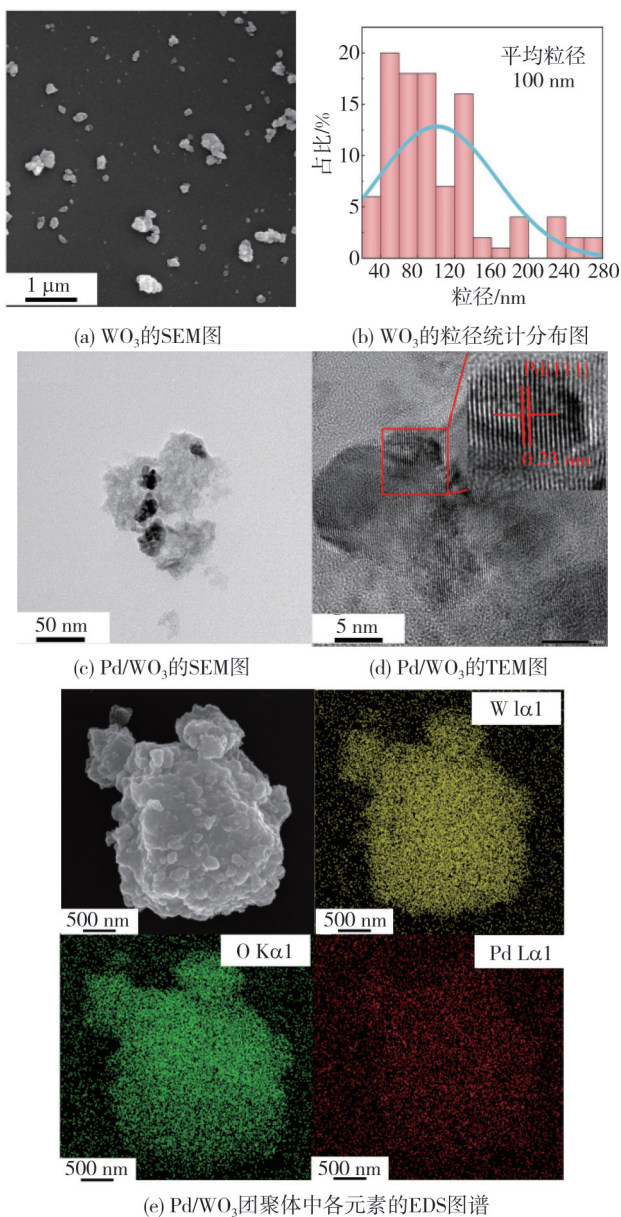 1 μm
20
15
10
5
0
占比/%
平均粒径
100 nm
40 80 120 160 200 240 280
粒径/nm
(a) WO₃的SEM图
(b) WO₃的粒径统计分布图
50 nm
Pd(111)
0.23 nm
5 nm
(c) Pd/WO₃的SEM图
(d) Pd/WO₃的TEM图
500 nm
W lα1
500 nm
O Kα1
500 nm
Pd Lα1
500 nm
(e) Pd/WO₃团聚体中各元素的EDS图谱